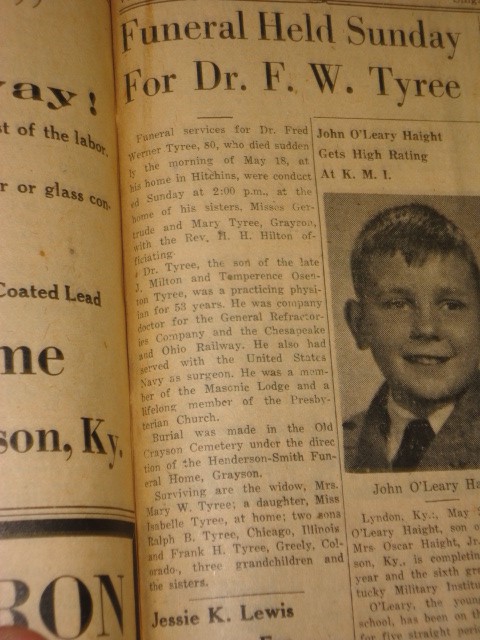 ay!
st of the labor.
r or glass con-
Coated Lead
me
son, Ky.
RON
Funeral Held Sunday
For Dr. F. W. Tyree
Funeral services for Dr. Fred
Werner Tyree, 80, who died sudden
ly the morning of May 18, at
his home in Hitchins, were conduct
ed Sunday at 2:00 p.m., at the
home of his sisters, Misses Ger-
trude and Mary Tyree, Grayson,
with the Rev. H. H. Hilton of-
ficiating.
Dr. Tyree, the son of the late
J. Milton and Temperence Osen-
ton Tyree, was a practicing physi-
ian for 53 years. He was company
doctor for the General Refractor-
ies Company and the Chesapeake
and Ohio Railway. He also had
served with the United States
Navy as surgeon. He was a mem-
ber of the Masonic Lodge and a
lifelong member of the Presby-
terian Church.
Burial was made in the Old
Grayson Cemetery under the direc
tion of the Henderson-Smith Fun-
eral Home, Grayson.
Surviving are the widow, Mrs.
Mary W. Tyree; a daughter, Miss
Isabelle Tyree, at home; two sons
Ralph B. Tyree, Chicago, Illinois
and Frank H. Tyree, Greely, Col-
orado, three grandchildren and
the sisters.
Jessie K. Lewis
John O'Leary Haight
Gets High Rating
At K. M. I.
John O'Leary Ha
Lyndon, Ky.; May
O'Leary Haight, son o
Mrs. Oscar Haight, Jr.
son, Ky., is completin
year and the sixth gr
tucky Military Institu
O'Leary, the young
school, has been on th
for five straight peri